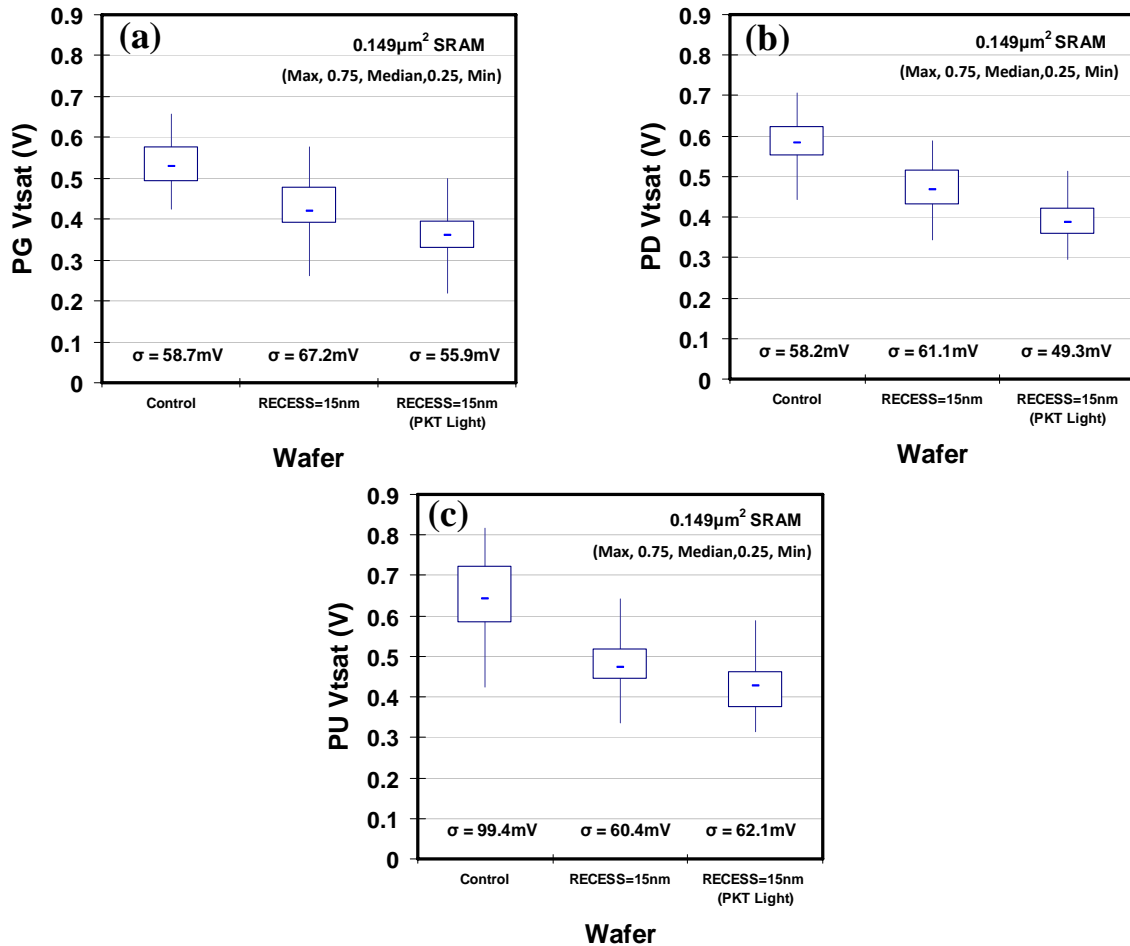 (a)
0.149µm² SRAM
(Max, 0.75, Median,0.25, Min)
PG Vtsat (V)
0.9
0.8
0.7
0.6
0.5
0.4
0.3
0.2
0.1
0
σ = 58.7mV
σ = 67.2mV
σ = 55.9mV
Control
RECESS=15nm
RECESS=15nm
(PKT Light)
Wafer
(b)
0.149µm² SRAM
(Max, 0.75, Median,0.25, Min)
PD Vtsat (V)
0.9
0.8
0.7
0.6
0.5
0.4
0.3
0.2
0.1
0
σ = 58.2mV
σ = 61.1mV
σ = 49.3mV
Control
RECESS=15nm
RECESS=15nm
(PKT Light)
Wafer
(c)
0.149µm² SRAM
(Max, 0.75, Median,0.25, Min)
PU Vtsat (V)
0.9
0.8
0.7
0.6
0.5
0.4
0.3
0.2
0.1
0
σ = 99.4mV
σ = 60.4mV
σ = 62.1mV
Control
RECESS=15nm
RECESS=15nm
(PKT Light)
Wafer